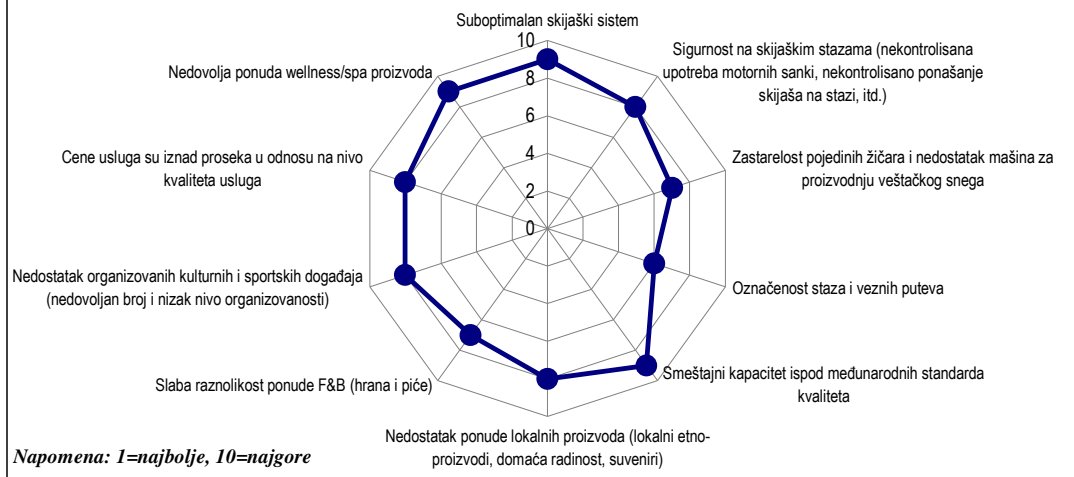 Suboptimalan skijaški sistem
Sigurnost na skijaškim stazama (nekontrolisana
upotreba motornih sanki, nekontrolisano ponašanje
skijaša na stazi, itd.)
Zastarelost pojedinih žičara i nedostatak mašina za
proizvodnju veštačkog snega
Označenost staza i veznih puteva
Smeštajni kapacitet ispod međunarodnih standarda
kvaliteta
Nedostatak ponude lokalnih proizvoda (lokalni etno-
proizvodi, domaća radinost, suveniri)
Slaba raznolikost ponude F&B (hrana i piće)
Nedostatak organizovanih kulturnih i sportskih događaja
(nedovoljan broj i nizak nivo organizovanosti)
Cene usluga su iznad proseka u odnosu na nivo
kvaliteta usluga
Nedovolja ponuda wellness/spa proizvoda
10
8
6
4
2
0
Napomena: 1=najbolje, 10=najgore